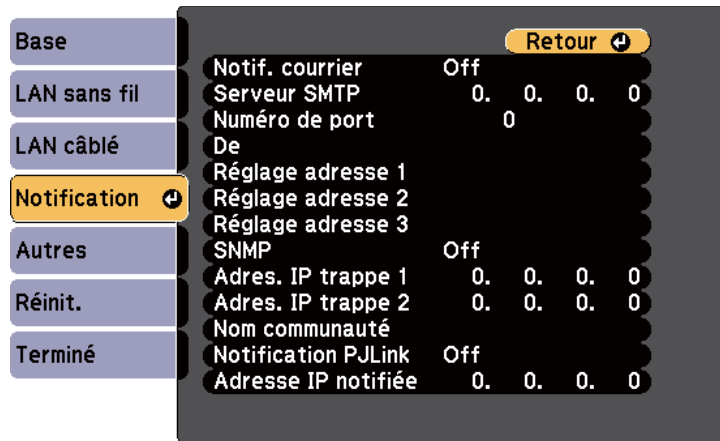 Base
LAN sans fil
LAN câblé
Notification
Autres
Réinit.
Terminé
Retour
Notif. courrier Off
Serveur SMTP 0. 0. 0. 0
Numéro de port 0
De
Réglage adresse 1
Réglage adresse 2
Réglage adresse 3
SNMP Off
Adres. IP trappe 1 0. 0. 0. 0
Adres. IP trappe 2 0. 0. 0. 0
Nom communauté
Notification PJLink Off
Adresse IP notifiée 0. 0. 0. 0